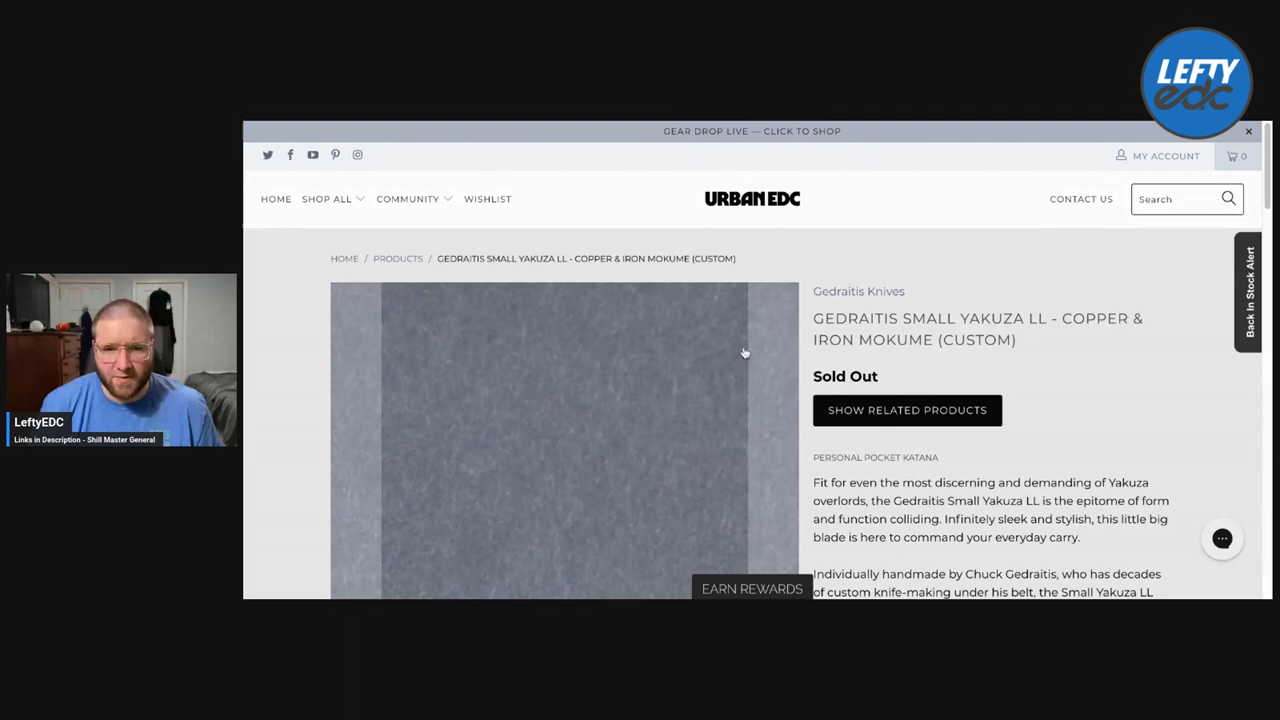 LEFTY
edc
GEAR DROP LIVE — CLICK TO SHOP
MY ACCOUNT
0
HOME
SHOP ALL
COMMUNITY
WISHLIST
URBAN EDC
CONTACT US
Search
HOME / PRODUCTS / GEDRAITIS SMALL YAKUZA LL - COPPER & IRON MOKUME (CUSTOM)
Back In Stock Alert
Gedraitis Knives
GEDRAITIS SMALL YAKUZA LL - COPPER &
IRON MOKUME (CUSTOM)
Sold Out
SHOW RELATED PRODUCTS
PERSONAL POCKET KATANA
Fit for even the most discerning and demanding of Yakuza
overlords, the Gedraitis Small Yakuza LL is the epitome of form
and function colliding. Infinitely sleek and stylish, this little big
blade is here to command your everyday carry.
Individually handmade by Chuck Gedraitis, who has decades
of custom knife-making under his belt, the Small Yakuza LL
EARN REWARDS
LeftyEDC
Links in Description - Shill Master General